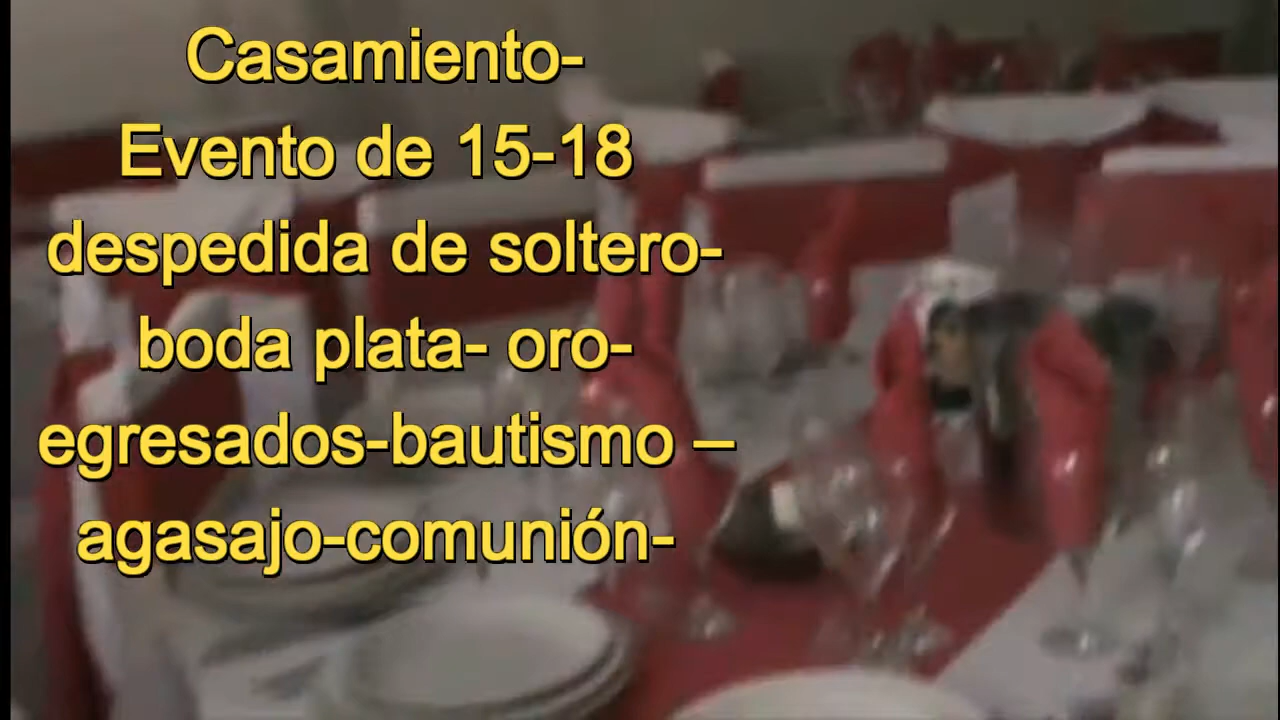 Casamiento-
Evento de 15-18
despedida de soltero-
boda plata- oro-
egresados-bautismo –
agasajo-comunión-